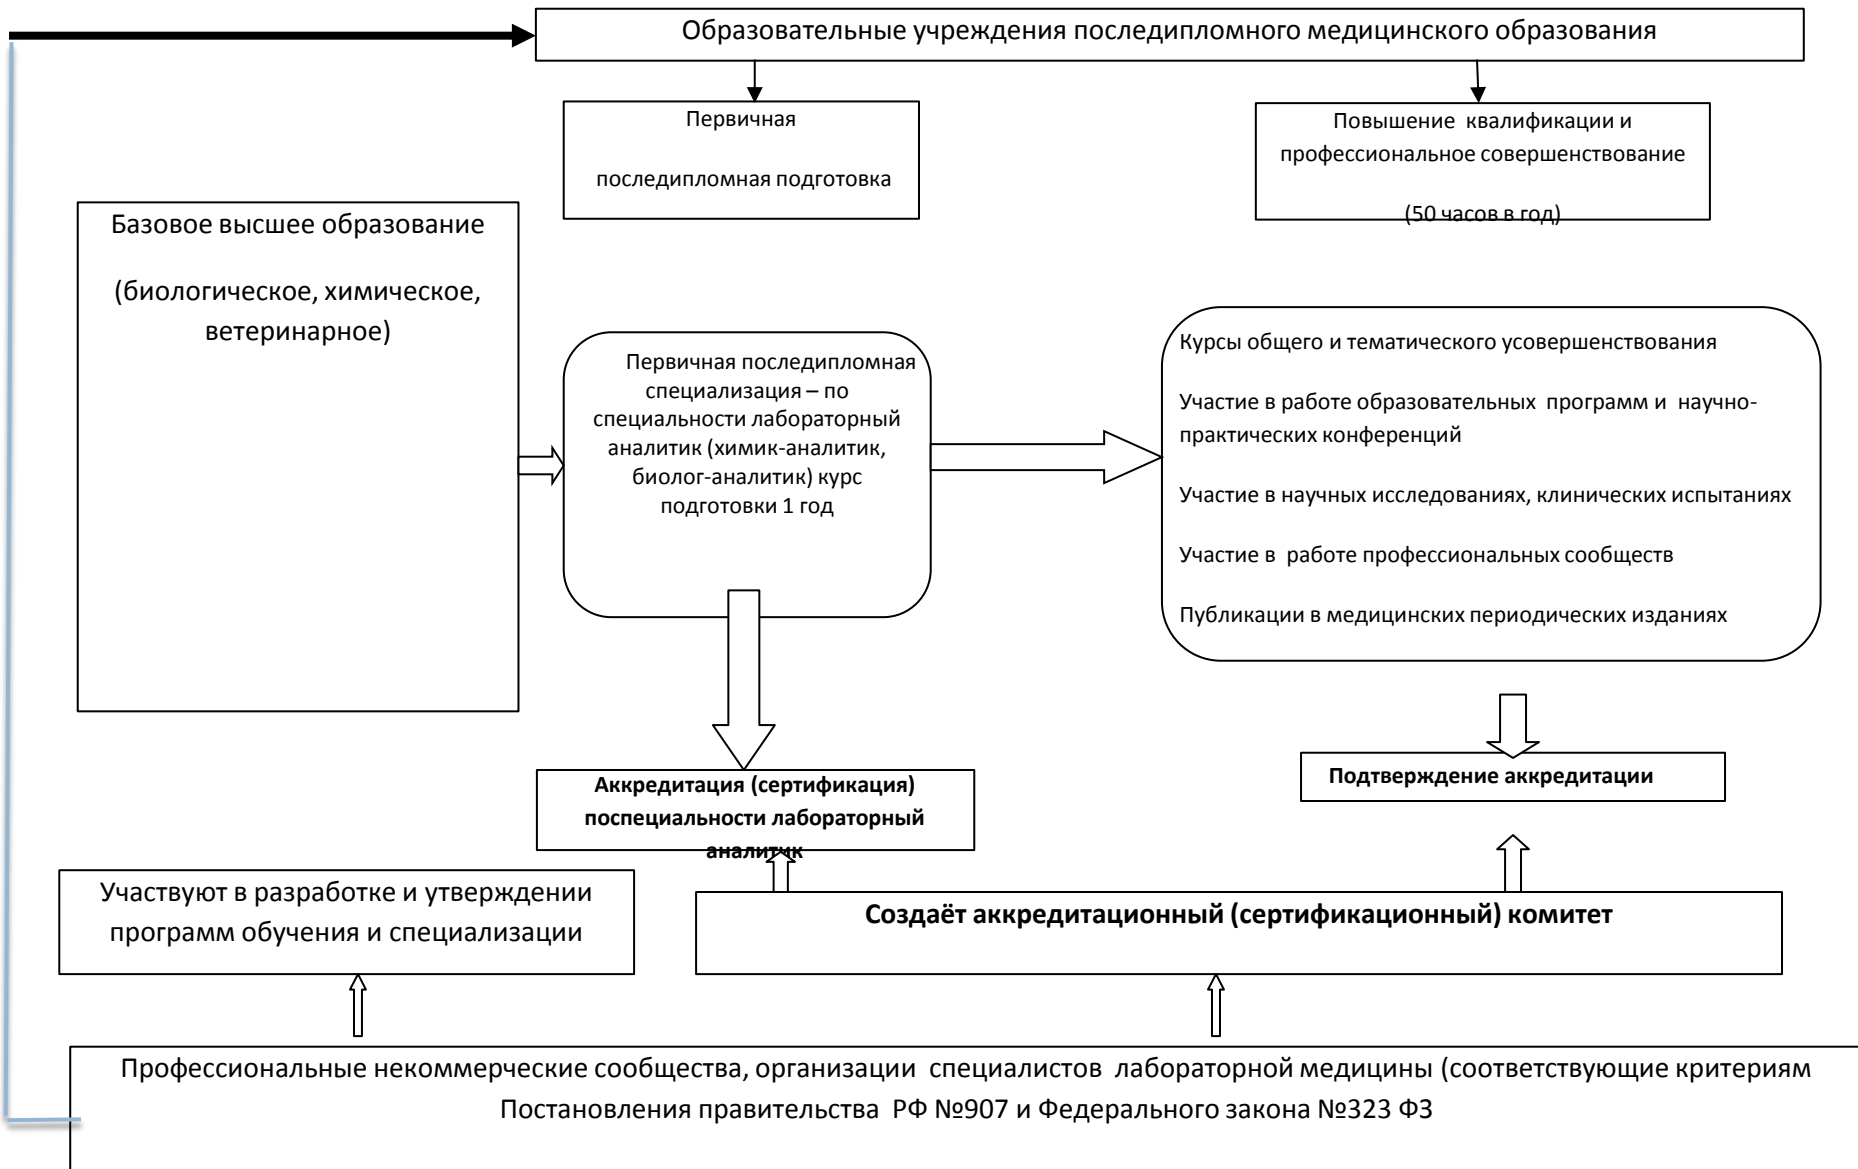 Образовательные учреждения последипломного медицинского образования
Первичная
последипломная подготовка
Повышение  квалификации и
профессиональное совершенствование
(50 часов в год)
Базовое высшее образование
(биологическое, химическое,
ветеринарное)
Первичная последипломная
специализация – по
специальности лабораторный
аналитик (химик-аналитик,
биолог-аналитик) курс
подготовки 1 год
Курсы общего и тематического усовершенствования
Участие в работе образовательных  программ и  научно-
практических конференций
Участие в научных исследованиях, клинических испытаниях
Участие в  работе профессиональных сообществ
Публикации в медицинских периодических изданиях
Аккредитация (сертификация)
поспециальности лабораторный
аналитик
Подтверждение аккредитации
Участвуют в разработке и утверждении
программ обучения и специализации
Создаёт аккредитационный (сертификационный) комитет
Профессиональные некоммерческие сообщества, организации  специалистов  лабораторной медицины (соответствующие критериям
Постановления правительства  РФ №907 и Федерального закона №323 ФЗ